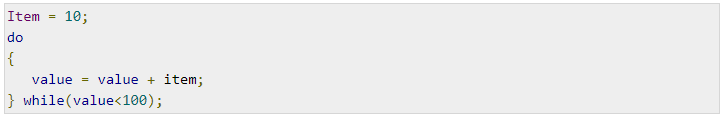 Item = 10;
do
{
   value = value + item;
} while(value<100);